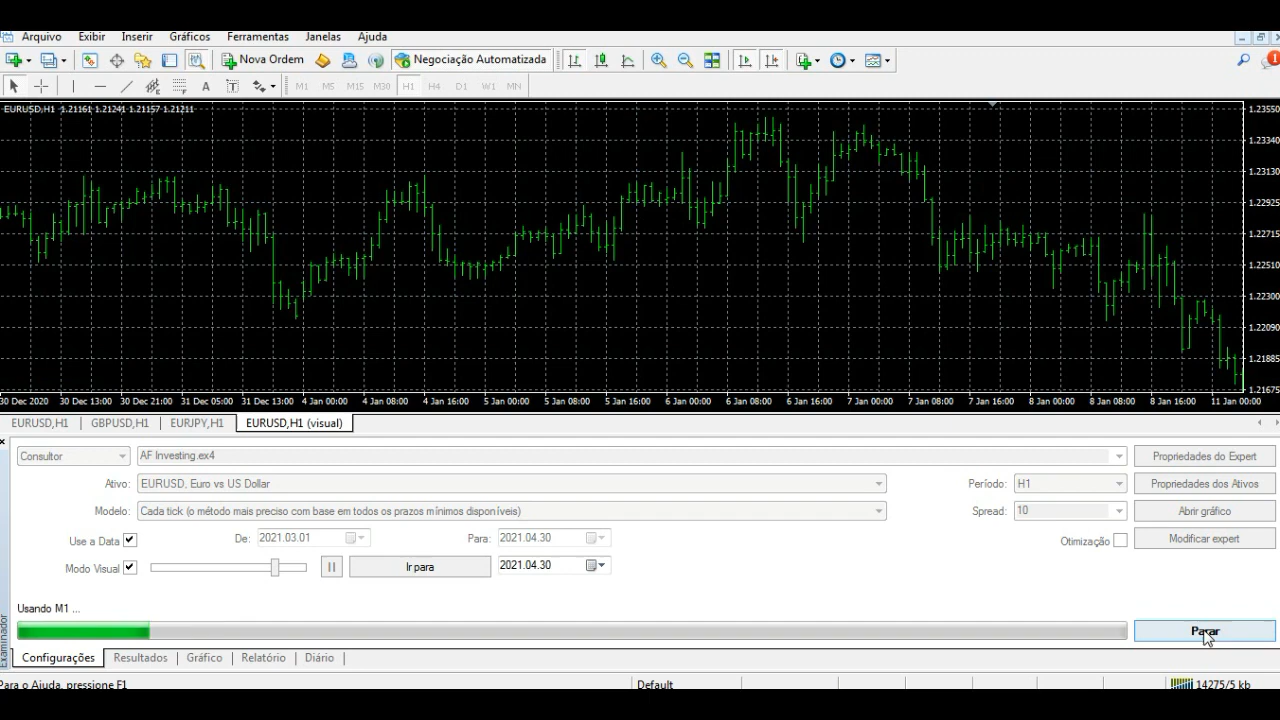 Arquivo Exibir Inserir Gráficos Ferramentas Janelas Ajuda
Nova Ordem Negociação Automatizada 1
A T M1 M5 M15 M30 H1 H4 D1 W1 MN
EURUSD,H1 1.21161 1.21241 1.21157 1.21211
1.23550
1.23340
1.23130
1.22925
1.22715
1.22510
1.22300
1.22090
1.21885
1.21675
30 Dec 2020 30 Dec 13:00 30 Dec 21:00 31 Dec 05:00 31 Dec 13:00 4 Jan 00:00 4 Jan 08:00 4 Jan 16:00 5 Jan 00:00 5 Jan 08:00 5 Jan 16:00 6 Jan 00:00 6 Jan 08:00 6 Jan 16:00 7 Jan 00:00 7 Jan 08:00 7 Jan 16:00 8 Jan 00:00 8 Jan 08:00 8 Jan 16:00 11 Jan 00:00
EURUSD,H1 GBPUSD,H1 EURJPY,H1 EURUSD,H1 (visual)
Consultor AF Investing.ex4 Propriedades do Expert
Ativo: EURUSD, Euro vs US Dollar Período: H1 Propriedades dos Ativos
Modelo: Cada tick (o método mais preciso com base em todos os prazos mínimos disponíveis) Spread: 10 Abrir gráfico
Use a Data De: 2021.03.01 Para: 2021.04.30 Otimização Modificar expert
Modo Visual Ir para 2021.04.30
Usando M1 ...
Parar
Examinador
Configurações Resultados Gráfico Relatório Diário
Para o Ajuda, pressione F1 Default 14275/5 kb